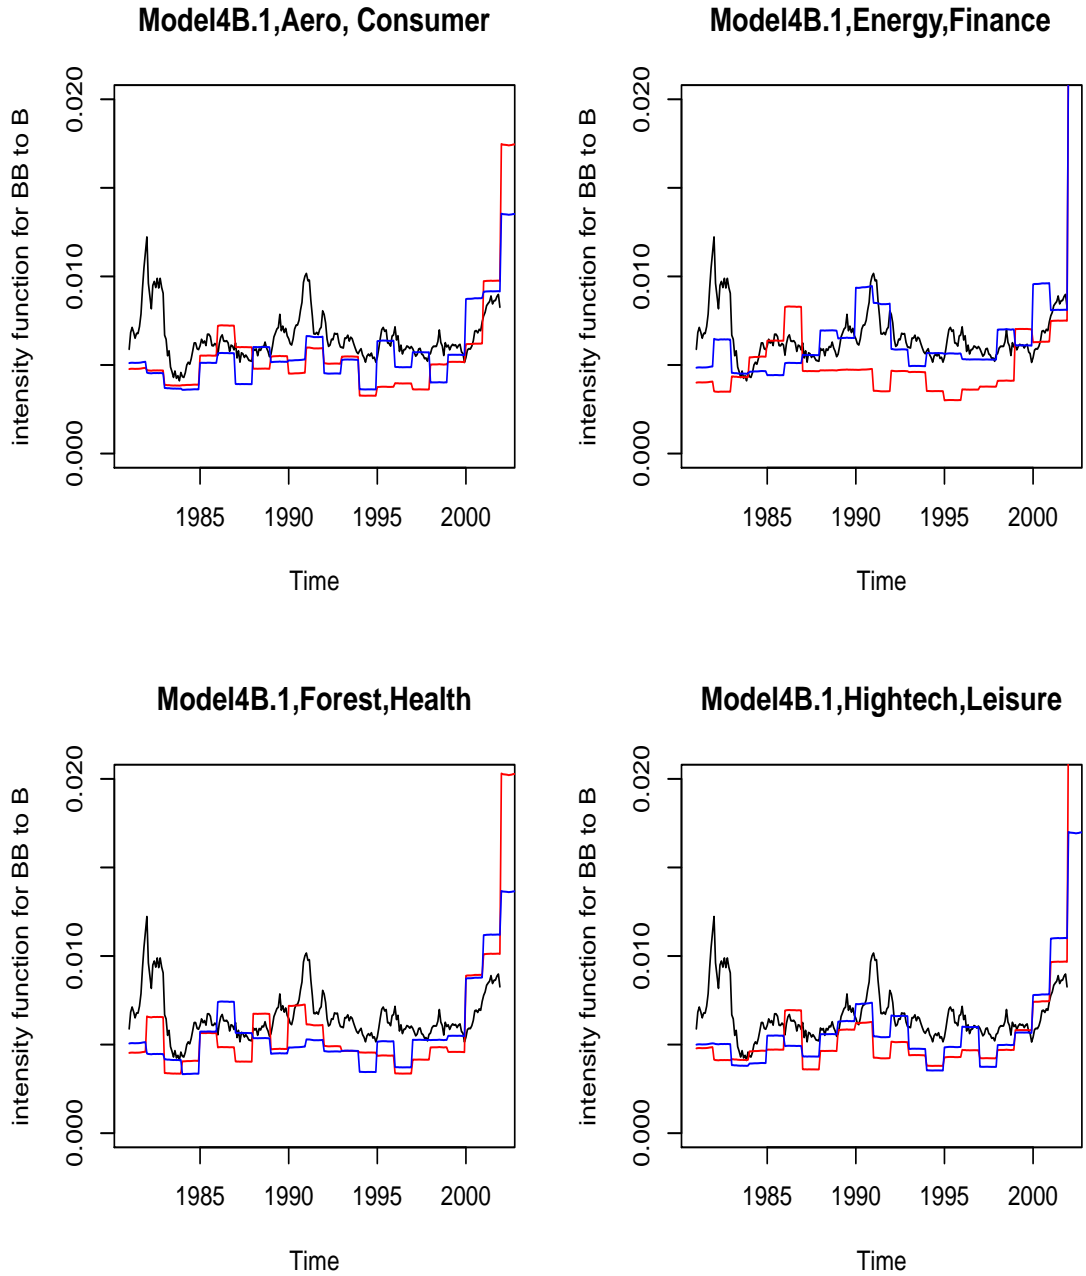 Model4B.1,Aero, Consumer
intensity function for BB to B
0.020
0.010
0.000
1985 1990 1995 2000
Time
Model4B.1,Energy,Finance
intensity function for BB to B
0.020
0.010
0.000
1985 1990 1995 2000
Time
Model4B.1,Forest,Health
intensity function for BB to B
0.020
0.010
0.000
1985 1990 1995 2000
Time
Model4B.1,Hightech,Leisure
intensity function for BB to B
0.020
0.010
0.000
1985 1990 1995 2000
Time